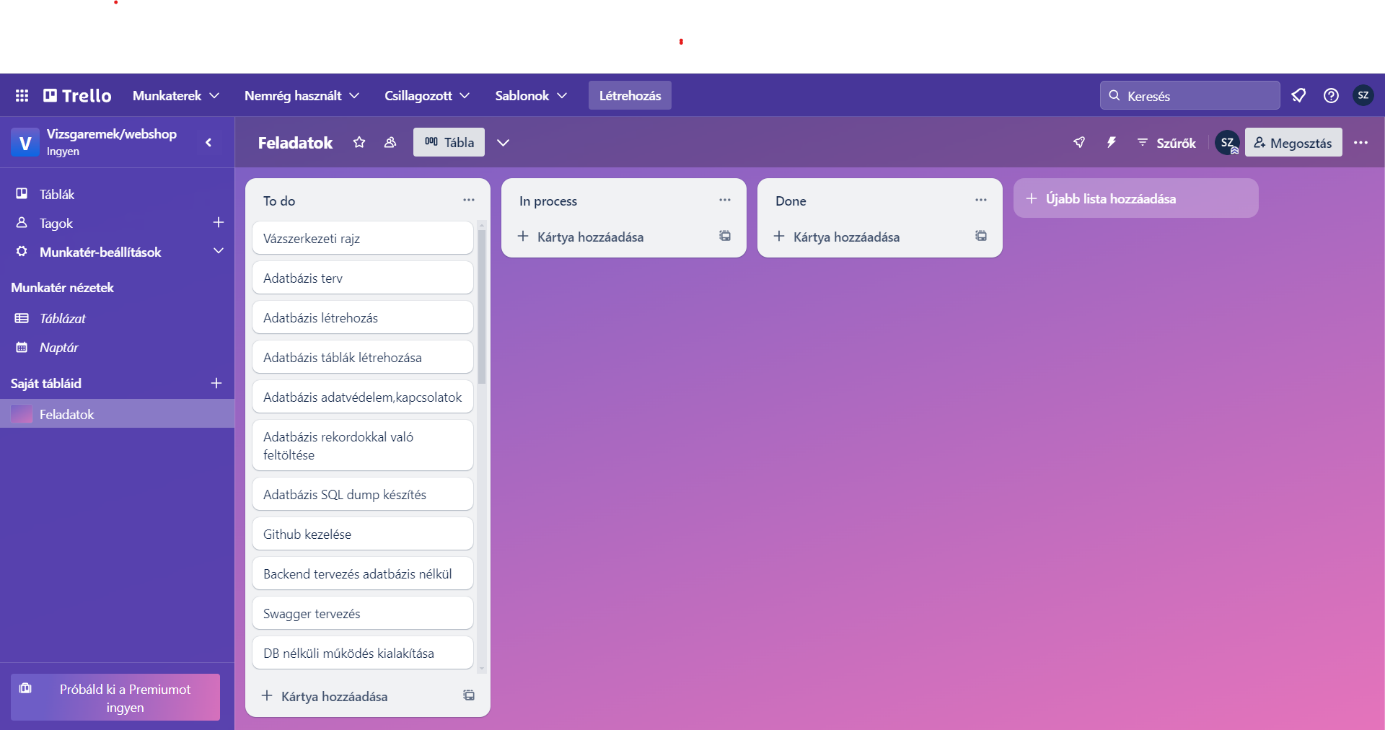 Trello
Munkaterek
Nemrég használt
Csillagozott
Sablonok
Létrehozás
Keresés
SZ
V
Vizsgaremek/webshop
Ingyen
Táblák
Tagok
Munkatér-beállítások
Munkatér nézetek
Táblázat
Naptár
Saját tábláid
Feladatok
Próbáld ki a Premiumot
ingyen
Feladatok
Tábla
Szűrők
SZ
Megosztás
To do
Vázszerkezeti rajz
Adatbázis terv
Adatbázis létrehozás
Adatbázis táblák létrehozása
Adatbázis adatvédelem,kapcsolatok
Adatbázis rekordokkal való
feltöltése
Adatbázis SQL dump készítés
Github kezelése
Backend tervezés adatbázis nélkül
Swagger tervezés
DB nélküli működés kialakítása
Kártya hozzáadása
In process
Kártya hozzáadása
Done
Kártya hozzáadása
Újabb lista hozzáadása